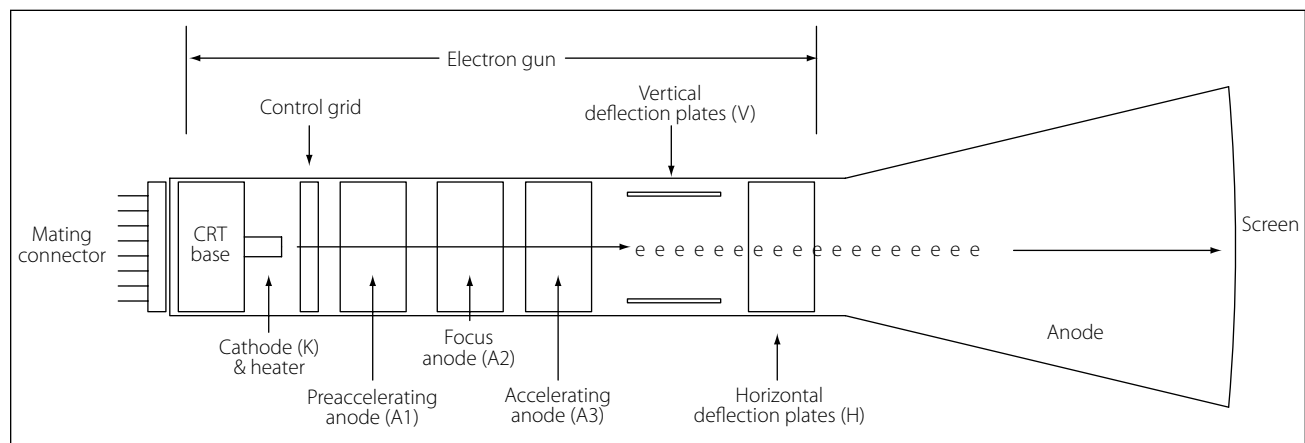 Electron gun
Control grid
Vertical
deflection plates (V)
Mating
connector
CRT
base
e e e e e e e e e e e e e e e e
Screen
Cathode (K)
& heater
Focus
anode (A2)
Anode
Preaccelerating
anode (A1)
Accelerating
anode (A3)
Horizontal
deflection plates (H)